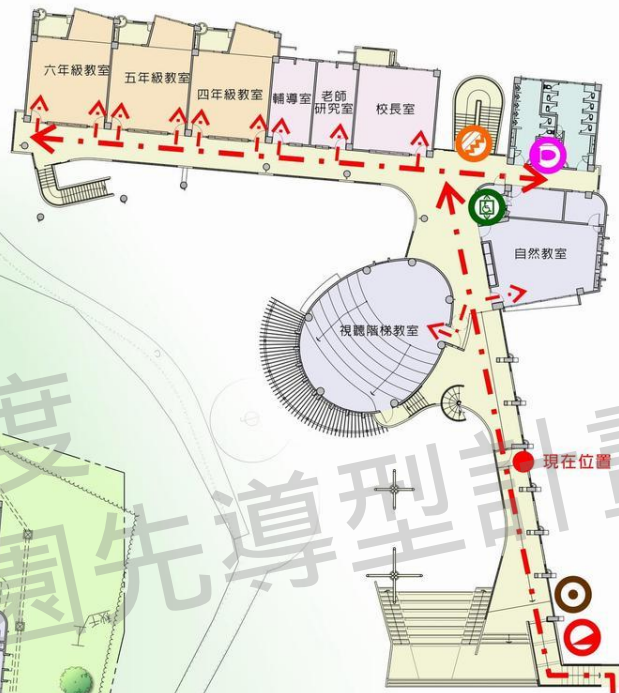 六年級教室
五年級教室
四年級教室
輔導室
老師
研究室
校長室
自然教室
視聽階梯教室
現在位置
度
園先導型計畫